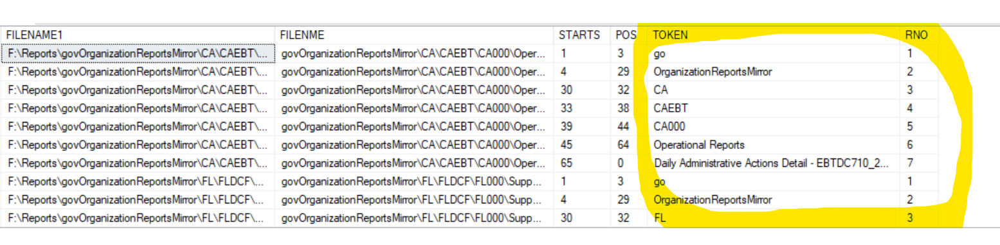 FILENAME1 FILENME STARTS POS TOKEN RNO
F:\Reports\govOrganizationReportsMirror\CA\CAEBT\... govOrganizationReportsMirror\CA\CAEBT\CA000\Oper... 1 3 go 1
F:\Reports\govOrganizationReportsMirror\CA\CAEBT\... govOrganizationReportsMirror\CA\CAEBT\CA000\Oper... 4 29 OrganizationReportsMirror 2
F:\Reports\govOrganizationReportsMirror\CA\CAEBT\... govOrganizationReportsMirror\CA\CAEBT\CA000\Oper... 30 32 CA 3
F:\Reports\govOrganizationReportsMirror\CA\CAEBT\... govOrganizationReportsMirror\CA\CAEBT\CA000\Oper... 33 38 CAEBT 4
F:\Reports\govOrganizationReportsMirror\CA\CAEBT\... govOrganizationReportsMirror\CA\CAEBT\CA000\Oper... 39 44 CA000 5
F:\Reports\govOrganizationReportsMirror\CA\CAEBT\... govOrganizationReportsMirror\CA\CAEBT\CA000\Oper... 45 64 Operational Reports 6
F:\Reports\govOrganizationReportsMirror\CA\CAEBT\... govOrganizationReportsMirror\CA\CAEBT\CA000\Oper... 65 0 Daily Administrative Actions Detail - EBTDC710_2... 7
F:\Reports\govOrganizationReportsMirror\FL\FLDCF\... govOrganizationReportsMirror\FL\FLDCF\FL000\Supp... 1 3 go 1
F:\Reports\govOrganizationReportsMirror\FL\FLDCF\... govOrganizationReportsMirror\FL\FLDCF\FL000\Supp... 4 29 OrganizationReportsMirror 2
F:\Reports\govOrganizationReportsMirror\FL\FLDCF\... govOrganizationReportsMirror\FL\FLDCF\FL000\Supp... 30 32 FL 3